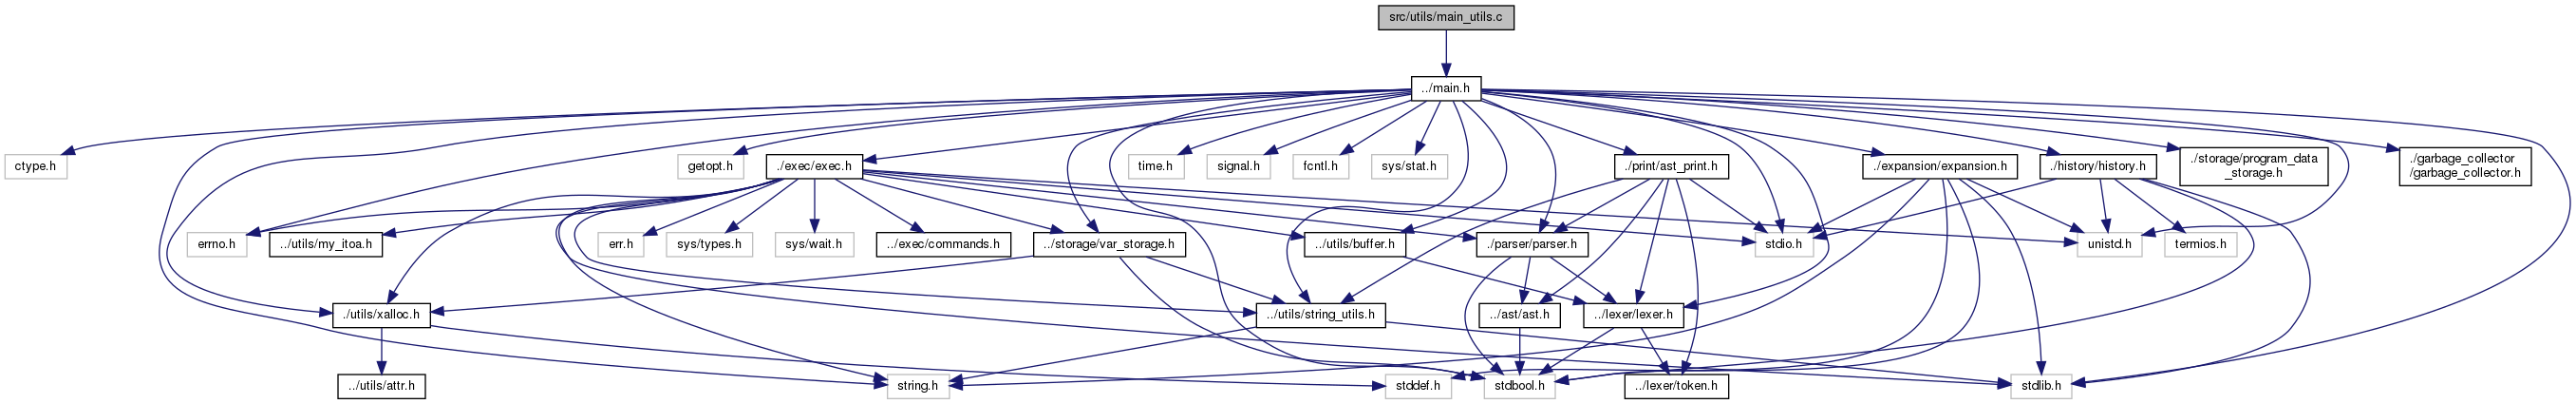 src/utils/main_utils.c
../main.h
ctype.h
getopt.h
./exec/exec.h
time.h
signal.h
fcntl.h
sys/stat.h
./print/ast_print.h
./expansion/expansion.h
./history/history.h
./storage/program_data
_storage.h
./garbage_collector
/garbage_collector.h
errno.h
../utils/my_itoa.h
err.h
sys/types.h
sys/wait.h
../exec/commands.h
../storage/var_storage.h
../utils/buffer.h
../parser/parser.h
stdio.h
unistd.h
termios.h
./utils/xalloc.h
../utils/string_utils.h
../ast/ast.h
../lexer/lexer.h
../utils/attr.h
string.h
stddef.h
stdbool.h
../lexer/token.h
stdlib.h